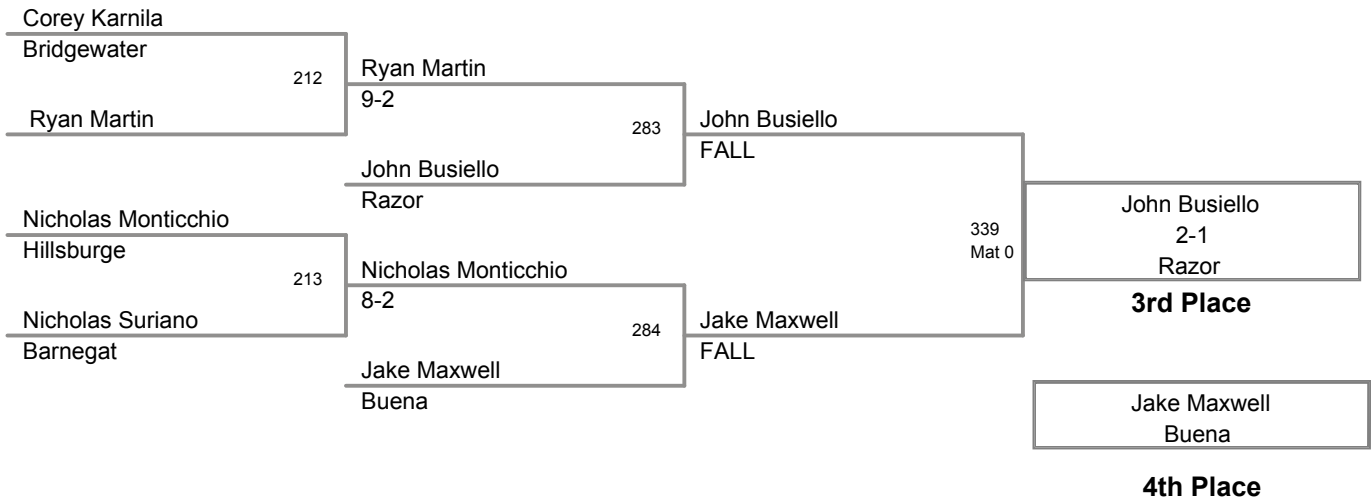 Corey Karnila
Bridgewater
212
Ryan Martin
Ryan Martin
9-2
283
John Busiello
Razor
John Busiello
FALL
Nicholas Monticchio
Hillsburge
213
Nicholas Suriano
Barnegat
Nicholas Monticchio
8-2
284
Jake Maxwell
Buena
Jake Maxwell
FALL
339
Mat 0
John Busiello
2-1
Razor
3rd Place
Jake Maxwell
Buena
4th Place